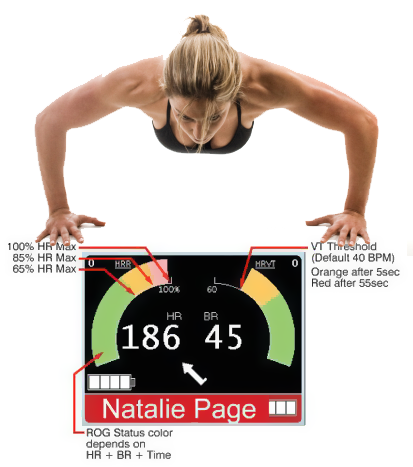 100% HR Max
85% HR Max
65% HR Max
VT Threshold
(Default 40 BPM)
Orange after 5sec
Red after 55sec
0 HRR
HRVT 0
100%
60
HR BR
186 45
Natalie Page
ROG Status color
depends on
HR + BR + Time